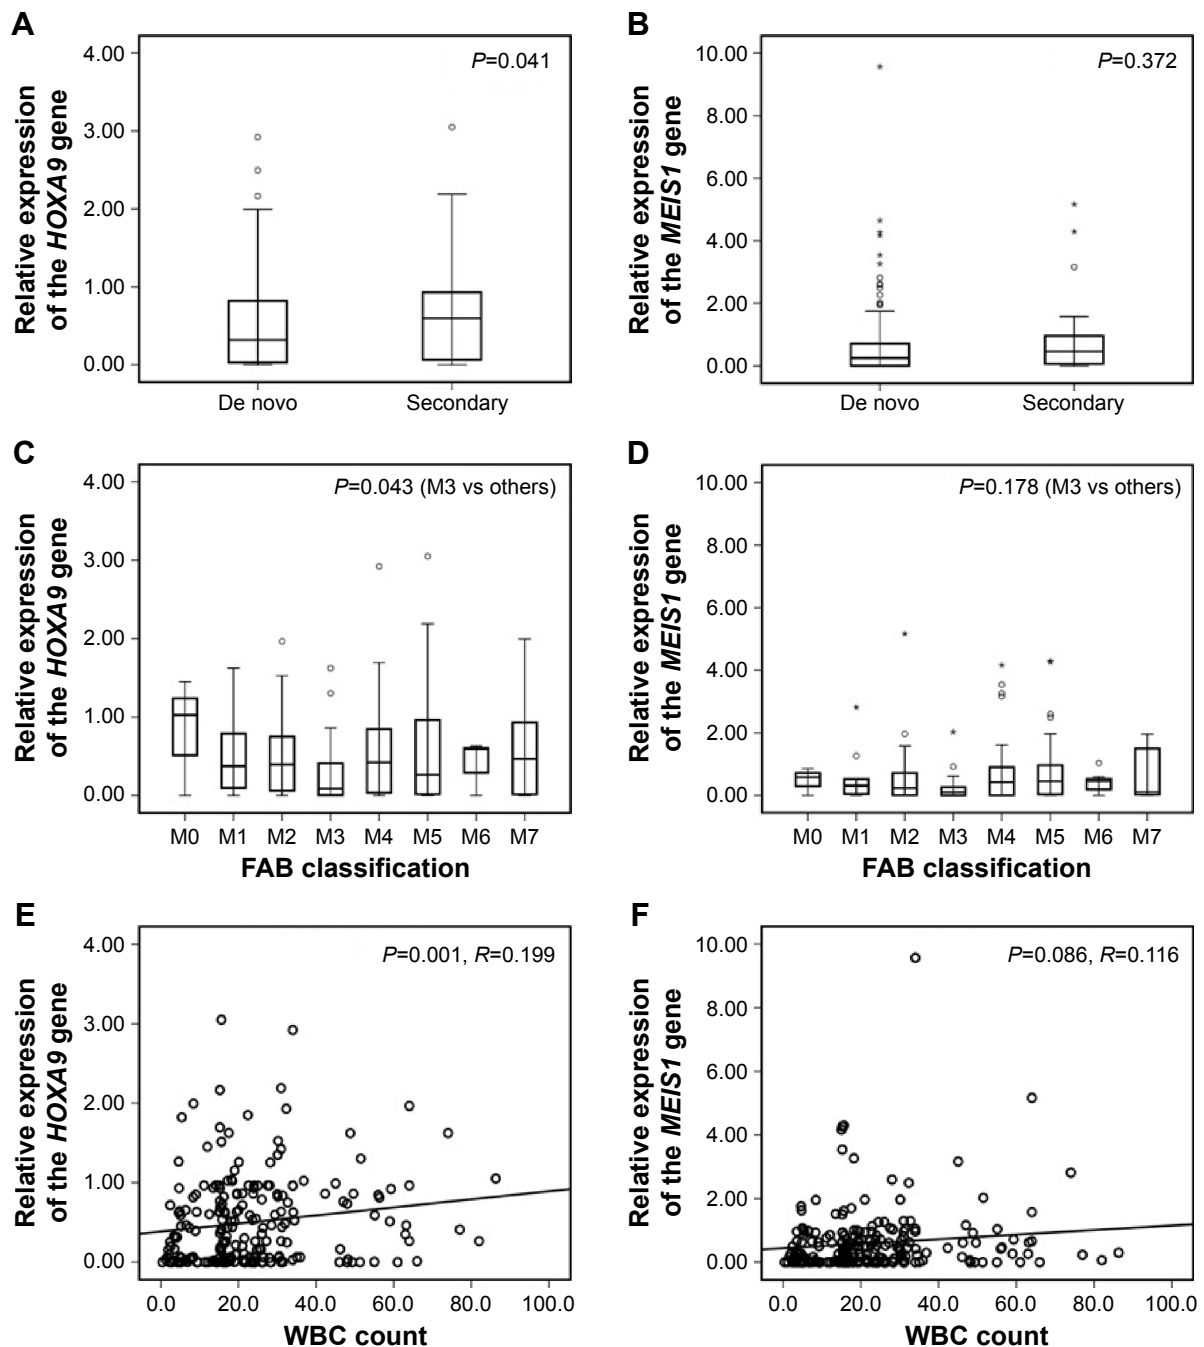 A
Relative expression
of the HOXA9 gene
4.00
3.00
2.00
1.00
0.00
P=0.041
De novo
Secondary
B
Relative expression
of the MEIS1 gene
10.00
8.00
6.00
4.00
2.00
0.00
P=0.372
De novo
Secondary
C
Relative expression
of the HOXA9 gene
4.00
3.00
2.00
1.00
0.00
P=0.043 (M3 vs others)
M0 M1 M2 M3 M4 M5 M6 M7
FAB classification
D
Relative expression
of the MEIS1 gene
10.00
8.00
6.00
4.00
2.00
0.00
P=0.178 (M3 vs others)
M0 M1 M2 M3 M4 M5 M6 M7
FAB classification
E
Relative expression
of the HOXA9 gene
4.00
3.00
2.00
1.00
0.00
P=0.001, R=0.199
0.0 20.0 40.0 60.0 80.0 100.0
WBC count
F
Relative expression
of the MEIS1 gene
10.00
8.00
6.00
4.00
2.00
0.00
P=0.086, R=0.116
0.0 20.0 40.0 60.0 80.0 100.0
WBC count